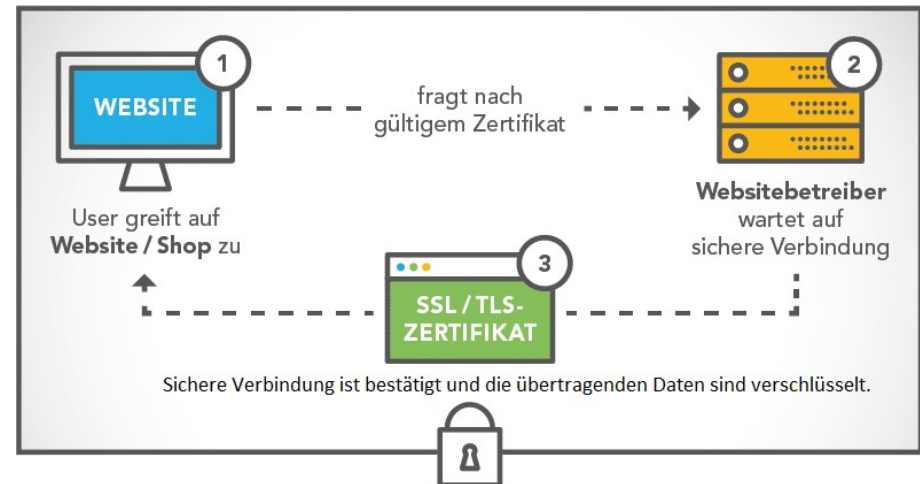 1
WEBSITE
User greift auf
Website / Shop zu
fragt nach
gültigem Zertifikat
2
Websitebetreiber
wartet auf
sichere Verbindung
3
SSL / TLS-
ZERTIFIKAT
Sichere Verbindung ist bestätigt und die übertragenden Daten sind verschlüsselt.